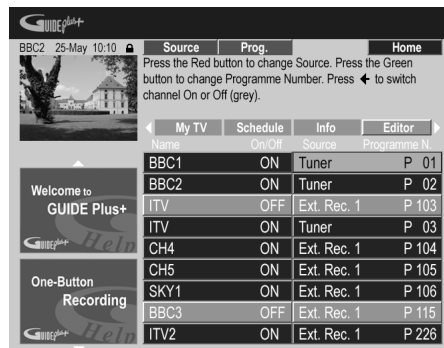 GUIDE Plus+
BBC2 25-May 10:10
Source Prog. Home
Press the Red button to change Source. Press the Green
button to change Programme Number. Press to switch
channel On or Off (grey).
My TV Schedule Info Editor
Name On/Off Source Programme N.
BBC1 ON Tuner P 01
BBC2 ON Tuner P 02
ITV OFF Ext. Rec. 1 P 103
ITV ON Tuner P 03
CH4 ON Ext. Rec. 1 P 104
CH5 ON Ext. Rec. 1 P 105
SKY1 ON Ext. Rec. 1 P 106
BBC3 OFF Ext. Rec. 1 P 115
ITV2 ON Ext. Rec. 1 P 226
Welcome to
GUIDE Plus+
GUIDE Plus+ Help
One-Button
Recording
GUIDE Plus+ Help